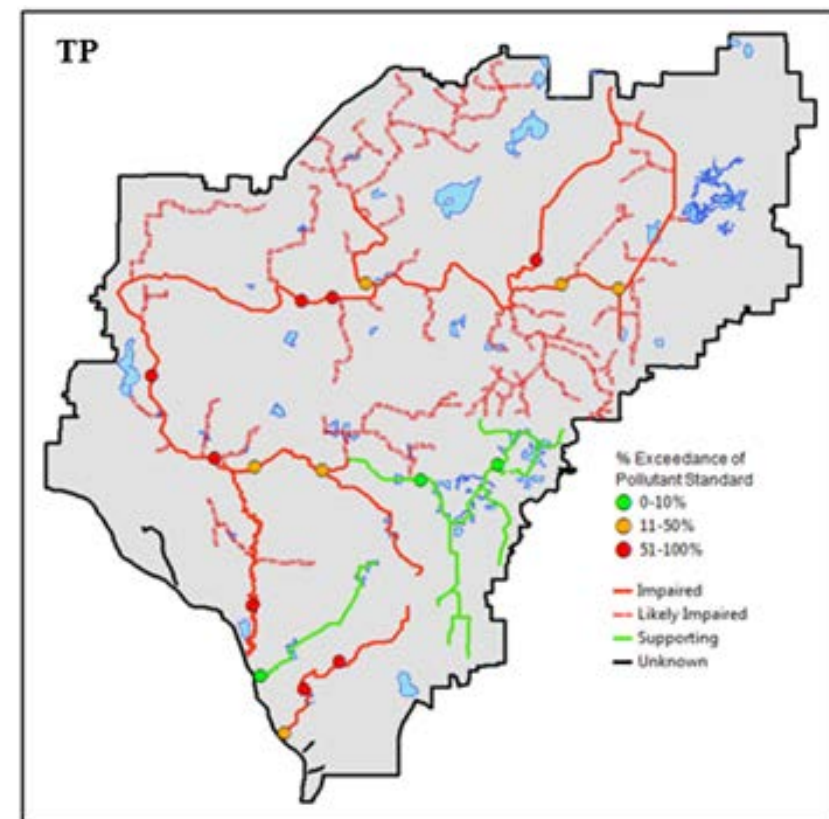 TP
% Exceedance of
Pollutant Standard
0-10%
11-50%
51-100%
Impaired
Likely Impaired
Supporting
Unknown